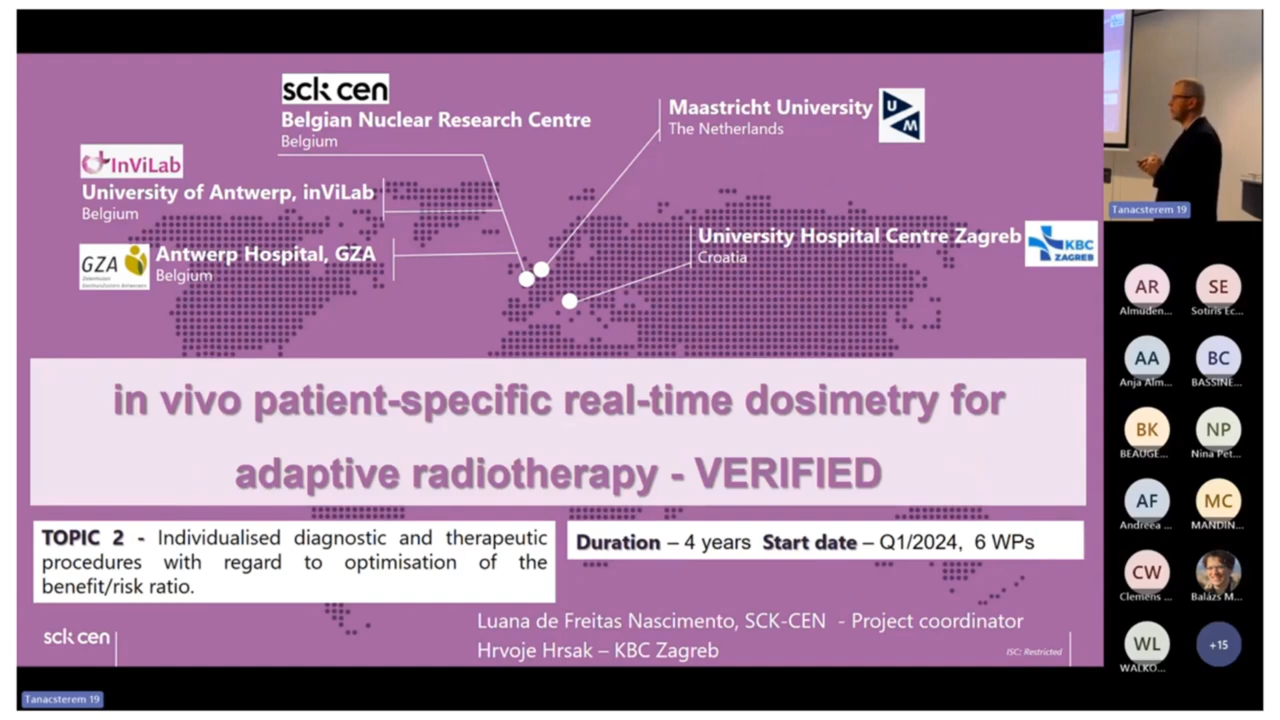 sck cen
Belgian Nuclear Research Centre
Belgium
Maastricht University
The Netherlands
U
M
InViLab
University of Antwerp, inViLab
Belgium
GZA
Antwerp Hospital, GZA
Belgium
University Hospital Centre Zagreb
Croatia
KBC
ZAGREB
in vivo patient-specific real-time dosimetry for
adaptive radiotherapy - VERIFIED
TOPIC 2 - Individualised diagnostic and therapeutic
procedures with regard to optimisation of the
benefit/risk ratio.
Duration – 4 years Start date – Q1/2024, 6 WPs
Luana de Freitas Nascimento, SCK-CEN - Project coordinator
Hrvoje Hrsak – KBC Zagreb
sck cen
ISC: Restricted
Tanacsterem 19
Tanacsterem 19
AR
Almuden...
SE
Sotiris Ec...
AA
Anja Alm...
BC
BASSINE...
BK
BEAUGE...
NP
Nina Pet...
AF
Andreea ...
MC
MANDIN...
CW
Clemens ...
Balázs M...
WL
WALKO...
+15